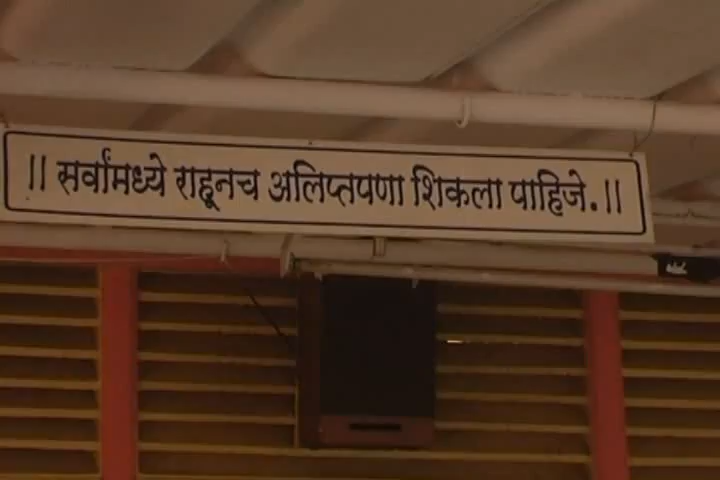 || सर्वांमध्ये राहूनच अलिप्तपणा शिकला पाहिजे. ||